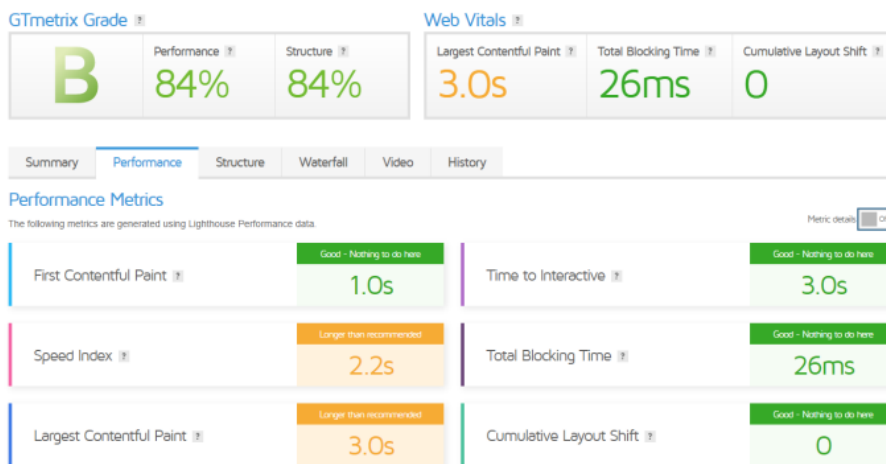 GTmetrix Grade ?
Web Vitals ?
B
Performance ?
84%
Structure ?
84%
Largest Contentful Paint ?
3.0s
Total Blocking Time ?
26ms
Cumulative Layout Shift ?
0
Summary Performance Structure Waterfall Video History
Performance Metrics
The following metrics are generated using Lighthouse Performance data.
Metric details
First Contentful Paint ?
Good - Nothing to do here
1.0s
Time to Interactive ?
Good - Nothing to do here
3.0s
Speed Index ?
Longer than recommended
2.2s
Total Blocking Time ?
Good - Nothing to do here
26ms
Largest Contentful Paint ?
Longer than recommended
3.0s
Cumulative Layout Shift ?
Good - Nothing to do here
0